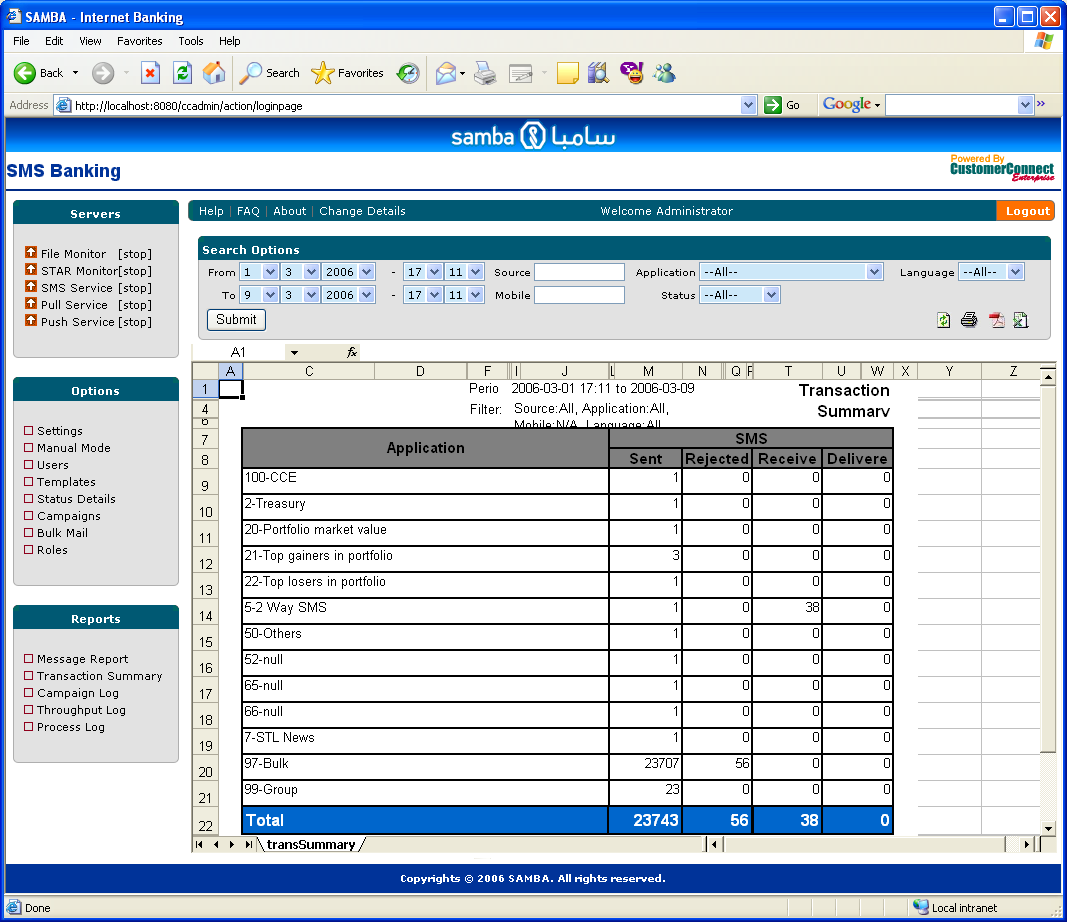 SAMBA - Internet Banking
File Edit View Favorites Tools Help
Back Search Favorites
Address http://localhost:8080/ccadmin/action/loginpage Go Google
samba سامبا
SMS Banking
Powered By
CustomerConnect
Enterprise
Servers
File Monitor [stop]
STAR Monitor[stop]
SMS Service [stop]
Pull Service [stop]
Push Service [stop]
Options
Settings
Manual Mode
Users
Templates
Status Details
Campaigns
Bulk Mail
Roles
Reports
Message Report
Transaction Summary
Campaign Log
Throughput Log
Process Log
Help | FAQ | About | Change Details Welcome Administrator Logout
Search Options
From 1 3 2006 - 17 11 Source Application --All-- Language --All--
To 9 3 2006 - 17 11 Mobile Status --All--
Submit
A1 fx
A C D F I J L M N Q R T U W X Y Z
1 Perio 2006-03-01 17:11 to 2006-03-09 Transaction
4 Filter: Source:All, Application:All, Summary
6 Mobile:N/A, Language:All
7 Application SMS
8 Sent Rejected Receive Delivere
9 100-CCE 1 0 0 0
10 2-Treasury 1 0 0 0
11 20-Portfolio market value 1 0 0 0
12 21-Top gainers in portfolio 3 0 0 0
13 22-Top losers in portfolio 1 0 0 0
14 5-2 Way SMS 1 0 38 0
15 50-Others 1 0 0 0
16 52-null 1 0 0 0
17 65-null 1 0 0 0
18 66-null 1 0 0 0
19 7-STL News 1 0 0 0
20 97-Bulk 23707 56 0 0
21 99-Group 23 0 0 0
22 Total 23743 56 38 0
transSummary
Copyrights © 2006 SAMBA. All rights reserved.
Done Local intranet